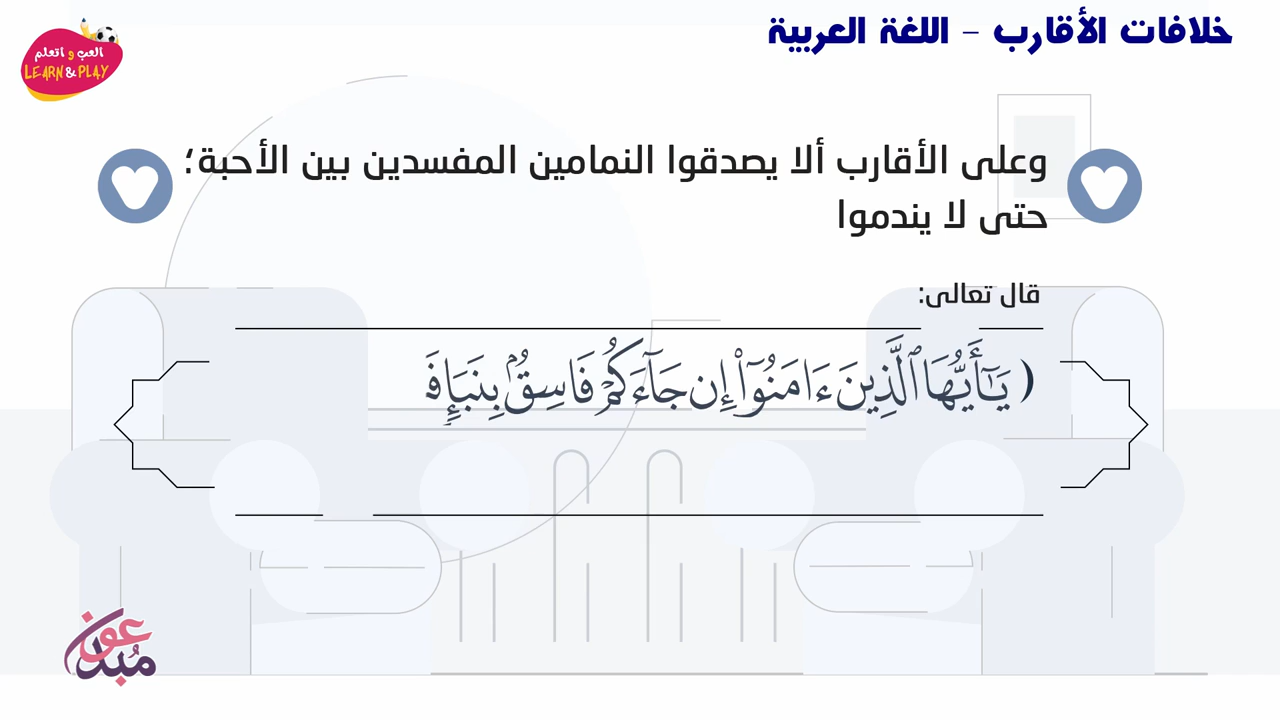 خلافات الأقارب – اللغة العربية
العب و اتعلم
LEARN & PLAY
وعلى الأقارب ألا يصدقوا النمامين المفسدين بين الأحبة؛
حتى لا يندموا
قال تعالى:
( يَـٰٓأَيُّهَا ٱلَّذِينَ ءَامَنُوٓا۟ إِن جَآءَكُمْ فَاسِقٌۢ بِنَبَإٍۢ فَ
مبدعون